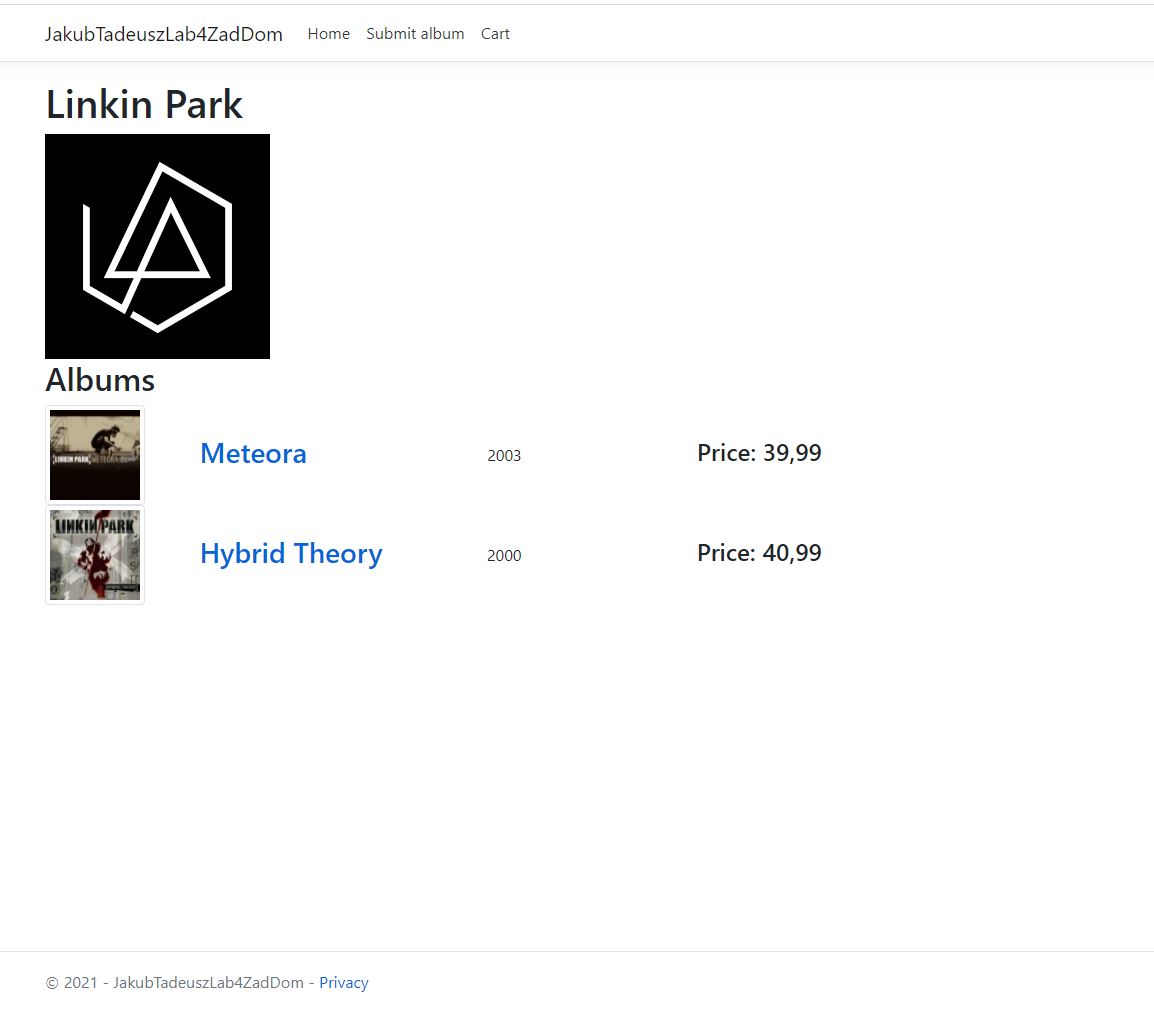 JakubTadeuszLab4ZadDom Home Submit album Cart
Linkin Park
Albums
LINKIN PARK METEORA
Meteora 2003 Price: 39,99
LINKIN PARK
Hybrid Theory 2000 Price: 40,99
© 2021 - JakubTadeuszLab4ZadDom - Privacy